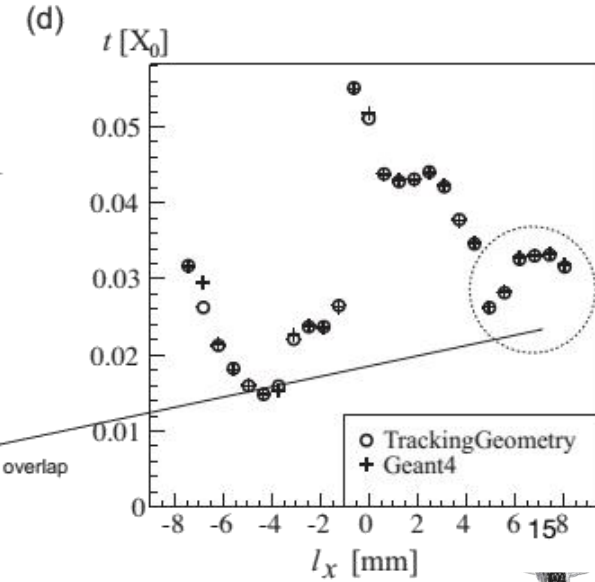 (d)
t [X₀]
0.05
0.04
0.03
0.02
0.01
0
overlap
TrackingGeometry
Geant4
-8 -6 -4 -2 0 2 4 6 8
15
lₓ [mm]